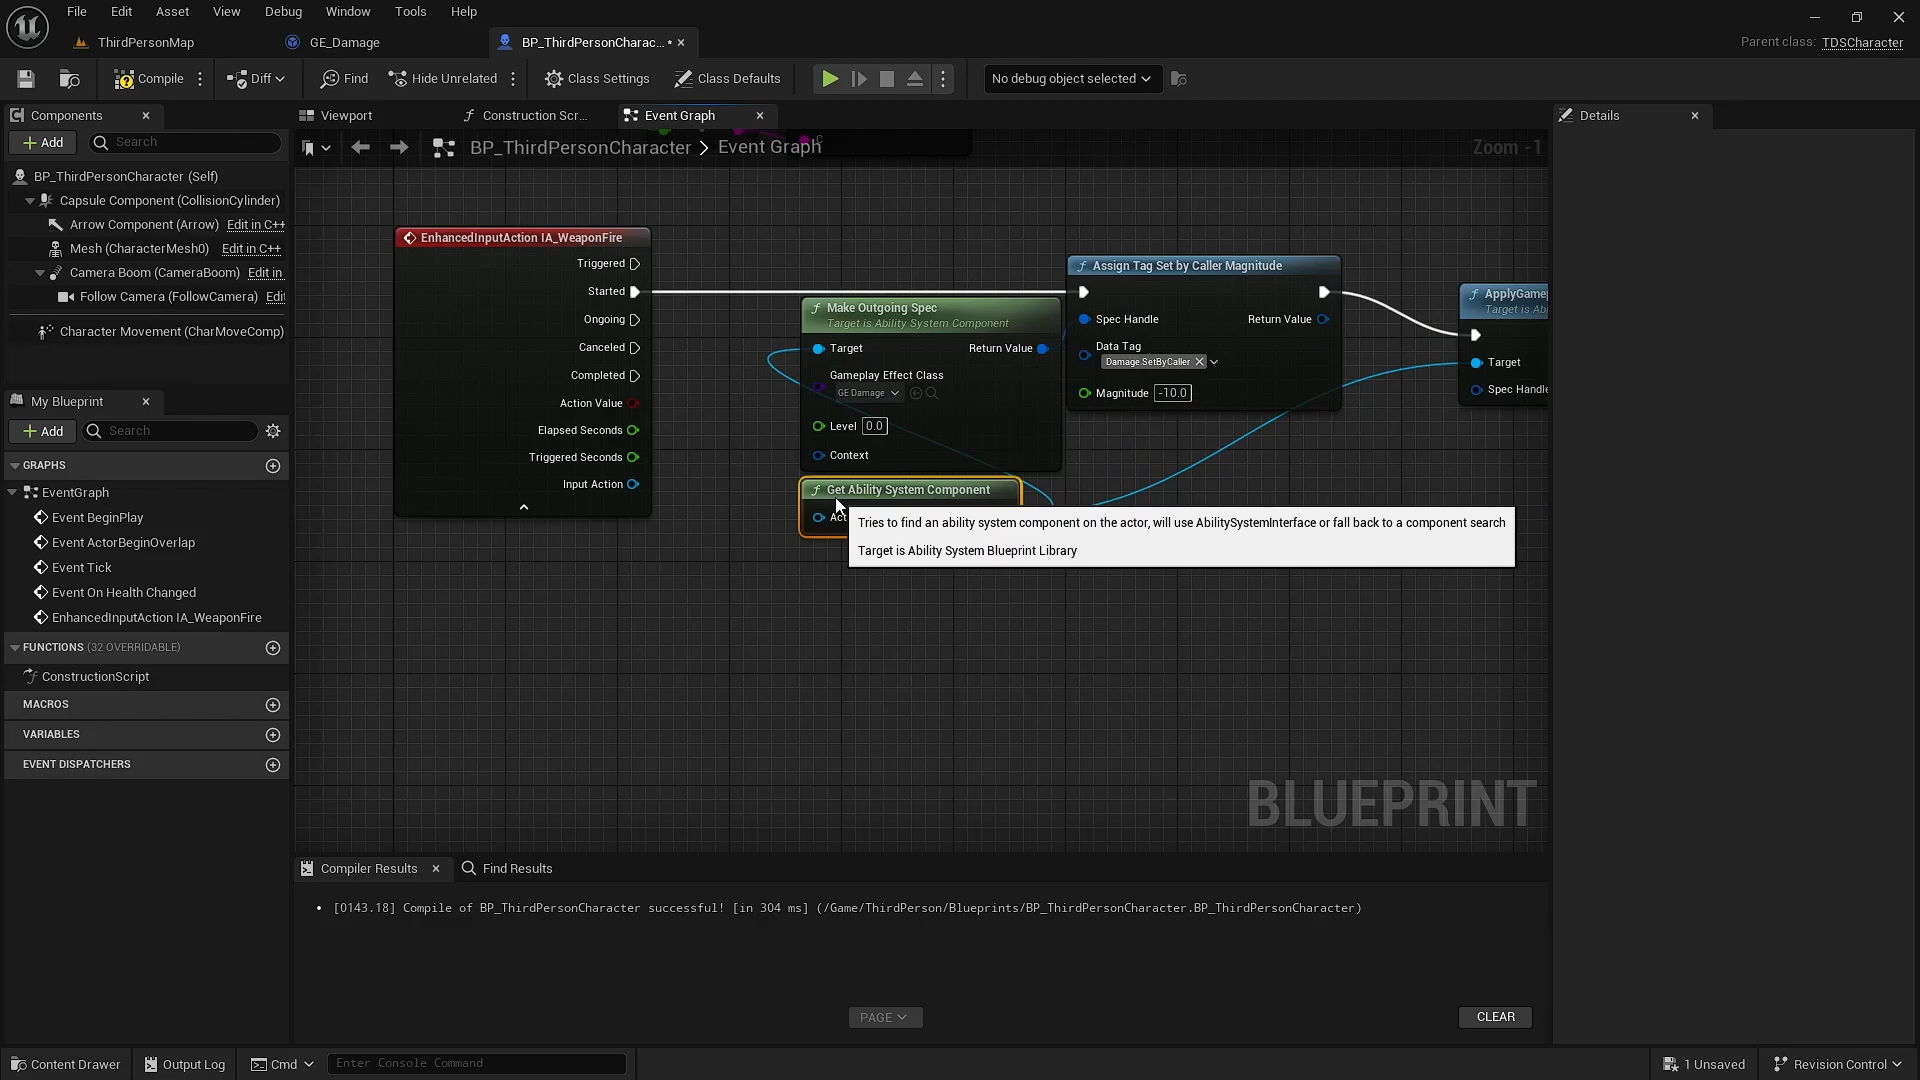 File Edit Asset View Debug Window Tools Help
ThirdPersonMap GE_Damage BP_ThirdPersonCharac... •
Parent class: TDSCharacter
Compile Diff Find Hide Unrelated Class Settings Class Defaults No debug object selected
Components
Add Search
BP_ThirdPersonCharacter (Self)
Capsule Component (CollisionCylinder)
Arrow Component (Arrow) Edit in C++
Mesh (CharacterMesh0) Edit in C++
Camera Boom (CameraBoom) Edit in
Follow Camera (FollowCamera) Edit
Character Movement (CharMoveComp)
My Blueprint
Add Search
GRAPHS
EventGraph
Event BeginPlay
Event ActorBeginOverlap
Event Tick
Event On Health Changed
EnhancedInputAction IA_WeaponFire
FUNCTIONS (32 OVERRIDABLE)
ConstructionScript
MACROS
VARIABLES
EVENT DISPATCHERS
Viewport Construction Scr... Event Graph
BP_ThirdPersonCharacter > Event Graph
Zoom -1
EnhancedInputAction IA_WeaponFire
Triggered
Started
Ongoing
Canceled
Completed
Action Value
Elapsed Seconds
Triggered Seconds
Input Action
Make Outgoing Spec
Target is Ability System Component
Target Return Value
Gameplay Effect Class
GE Damage
Level 0.0
Context
Get Ability System Component
Act
Tries to find an ability system component on the actor, will use AbilitySystemInterface or fall back to a component search
Target is Ability System Blueprint Library
Assign Tag Set by Caller Magnitude
Spec Handle Return Value
Data Tag
Damage.SetByCaller
Magnitude -10.0
ApplyGamep
Target is Abi
Target
Spec Handle
BLUEPRINT
Compiler Results Find Results
• [0143.18] Compile of BP_ThirdPersonCharacter successful! [in 304 ms] (/Game/ThirdPerson/Blueprints/BP_ThirdPersonCharacter.BP_ThirdPersonCharacter)
PAGE
CLEAR
Details
Content Drawer Output Log Cmd Enter Console Command 1 Unsaved Revision Control